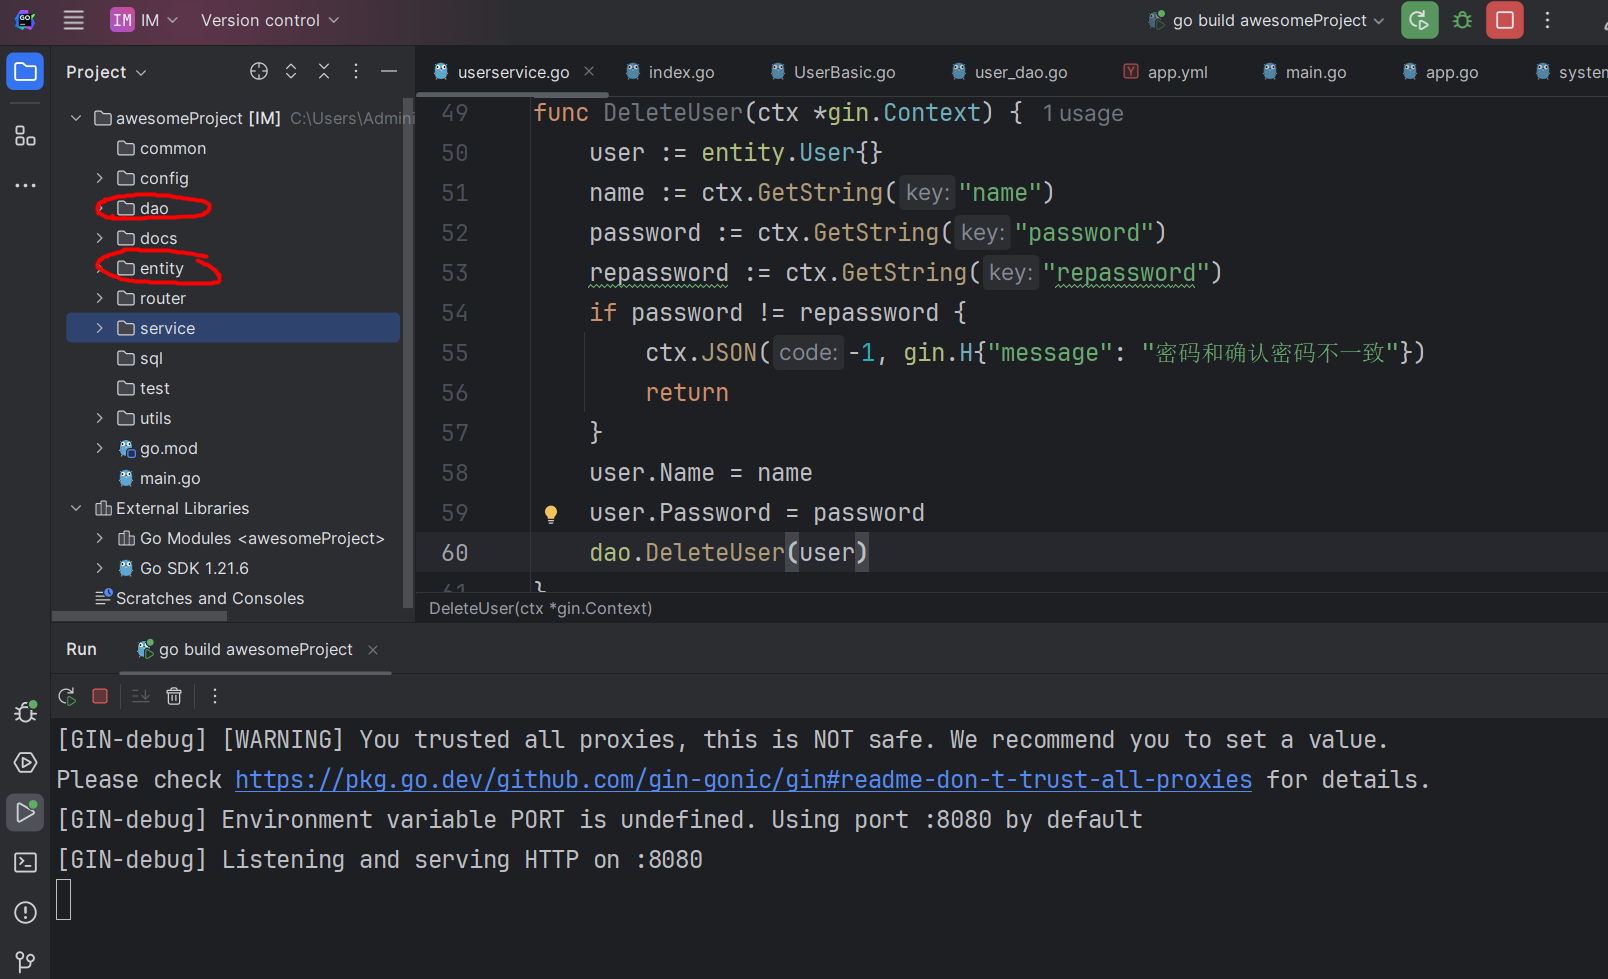 IM IM Version control go build awesomeProject
Project
userservice.go index.go UserBasic.go user_dao.go app.yml main.go app.go system
awesomeProject [IM] C:\Users\Admini
common
config
dao
docs
entity
router
service
sql
test
utils
go.mod
main.go
External Libraries
Go Modules <awesomeProject>
Go SDK 1.21.6
Scratches and Consoles
49 func DeleteUser(ctx *gin.Context) { 1 usage
50 user := entity.User{}
51 name := ctx.GetString(key: "name")
52 password := ctx.GetString(key: "password")
53 repassword := ctx.GetString(key: "repassword")
54 if password != repassword {
55 ctx.JSON(code: -1, gin.H{"message": "密码和确认密码不一致"})
56 return
57 }
58 user.Name = name
59 user.Password = password
60 dao.DeleteUser(user)
61 }
DeleteUser(ctx *gin.Context)
Run go build awesomeProject
[GIN-debug] [WARNING] You trusted all proxies, this is NOT safe. We recommend you to set a value.
Please check https://pkg.go.dev/github.com/gin-gonic/gin#readme-don-t-trust-all-proxies for details.
[GIN-debug] Environment variable PORT is undefined. Using port :8080 by default
[GIN-debug] Listening and serving HTTP on :8080